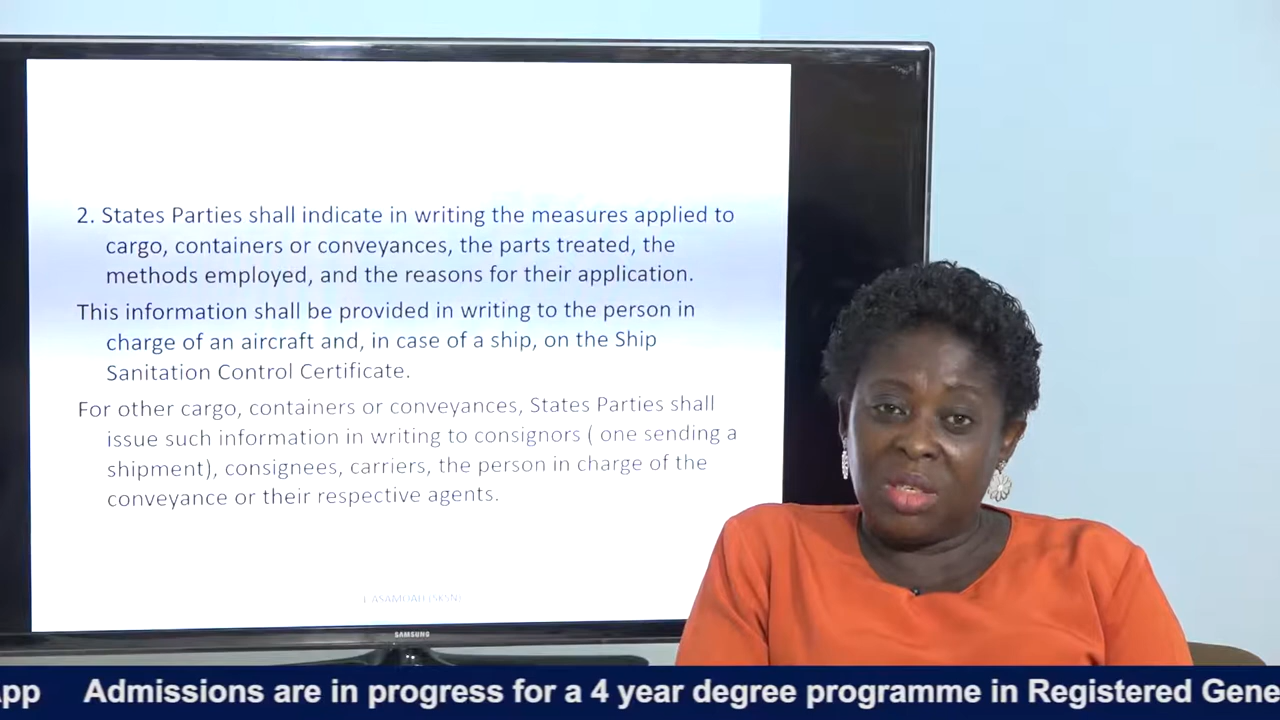 2. States Parties shall indicate in writing the measures applied to
cargo, containers or conveyances, the parts treated, the
methods employed, and the reasons for their application.
This information shall be provided in writing to the person in
charge of an aircraft and, in case of a ship, on the Ship
Sanitation Control Certificate.
For other cargo, containers or conveyances, States Parties shall
issue such information in writing to consignors ( one sending a
shipment), consignees, carriers, the person in charge of the
conveyance or their respective agents.
ASAMOAH (SKSN)
SAMSUNG
App Admissions are in progress for a 4 year degree programme in Registered Gene